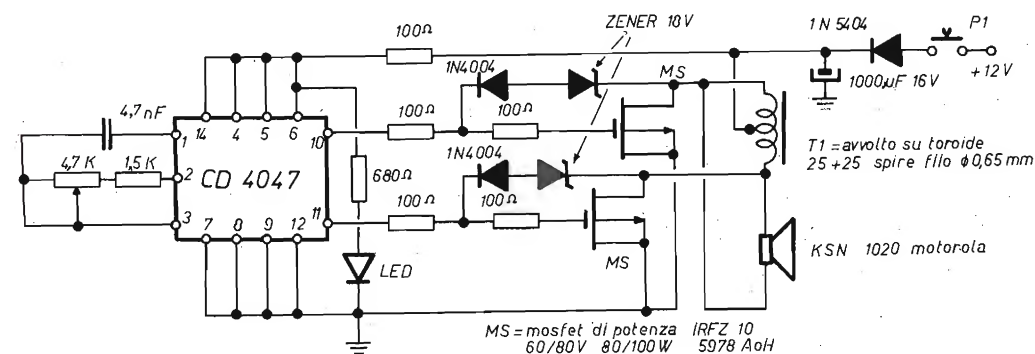 ZENER 18V
1N 5404
P1
+12V
1000µF 16V
100Ω
1N4004
MS
100Ω
100Ω
4,7nF
14 4 5 6
1
10
4,7K
1,5K
2
CD 4047
680Ω
1N4004
T1 = avvolto su toroide
25+25 spire filo ϕ0,65mm
3
11
100Ω
100Ω
7 8 9 12
LED
MS
KSN 1020 motorola
MS = mosfet di potenza IRFZ 10
60/80V 80/100W 5978 AoH